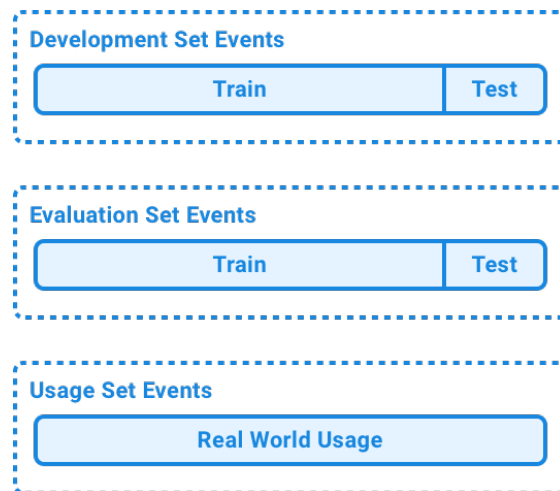 Development Set Events
Train Test
Evaluation Set Events
Train Test
Usage Set Events
Real World Usage